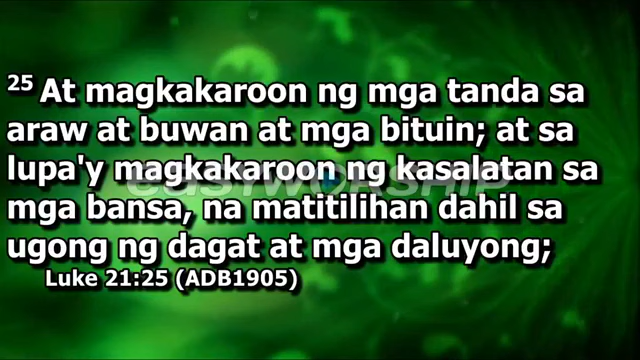 25 At magkakaroon ng mga tanda sa
araw at buwan at mga bituin; at sa
lupa'y magkakaroon ng kasalatan sa
mga bansa, na matitilihan dahil sa
ugong ng dagat at mga daluyong;
Luke 21:25 (ADB1905)
easyworship